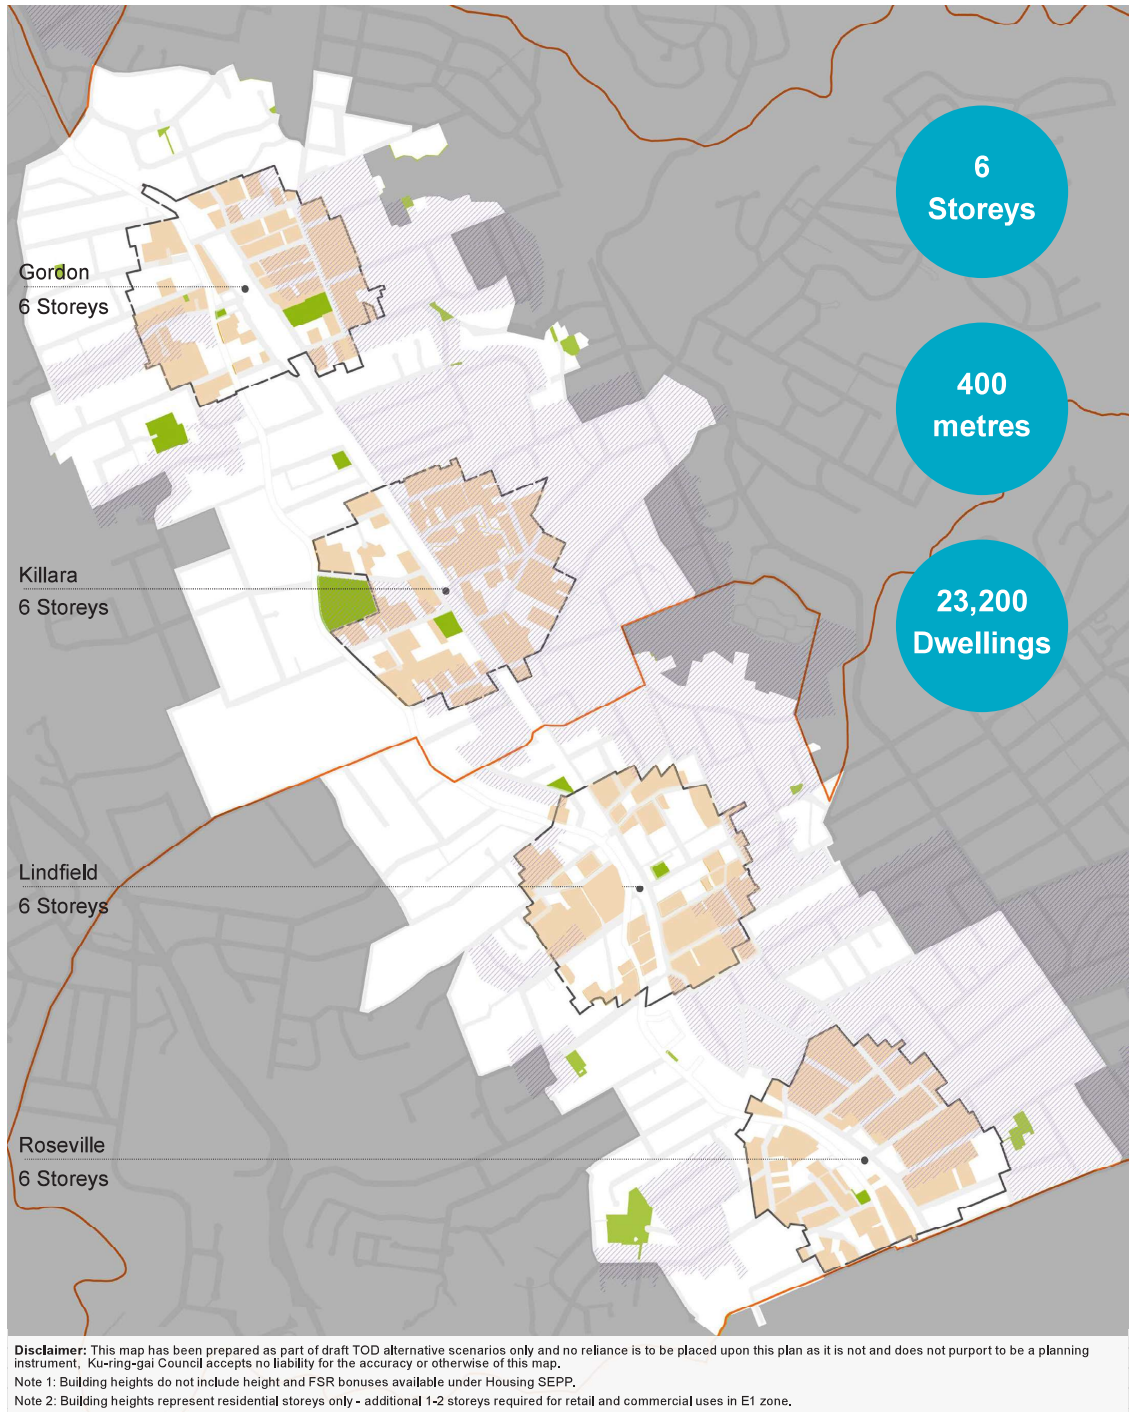 6
Storeys
Gordon
6 Storeys
400
metres
Killara
6 Storeys
23,200
Dwellings
Lindfield
6 Storeys
Roseville
6 Storeys
Disclaimer: This map has been prepared as part of draft TOD alternative scenarios only and no reliance is to be placed upon this plan as it is not and does not purport to be a planning
instrument, Ku-ring-gai Council accepts no liability for the accuracy or otherwise of this map.
Note 1: Building heights do not include height and FSR bonuses available under Housing SEPP.
Note 2: Building heights represent residential storeys only - additional 1-2 storeys required for retail and commercial uses in E1 zone.